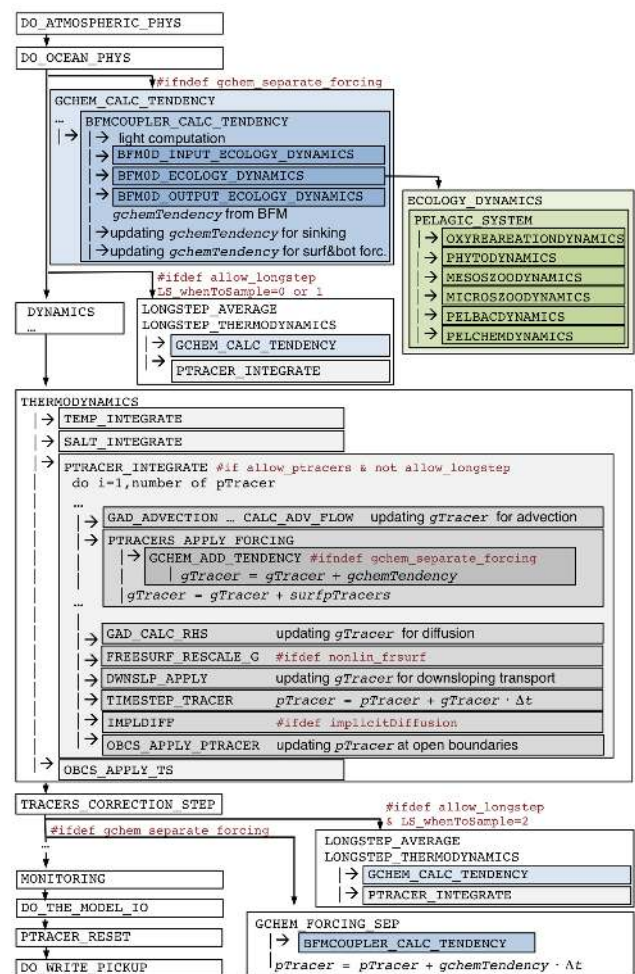 DO_ATMOSPHERIC_PHYS
DO_OCEAN_PHYS
#ifndef gchem_separate_forcing
GCHEM_CALC_TENDENCY
...
BFMCOUPLER_CALC_TENDENCY
→ | → light computation
→ BFM0D_INPUT_ECOLOGY_DYNAMICS
→ BFM0D_ECOLOGY_DYNAMICS
→ BFM0D_OUTPUT_ECOLOGY_DYNAMICS
gchemTendency from BFM
→updating gchemTendency for sinking
→updating gchemTendency for surf&bot forc.
ECOLOGY_DYNAMICS
PELAGIC_SYSTEM
→ OXYREAREATIONDYNAMICS
→ PHYTODYNAMICS
→ MESOSZOODYNAMICS
→ MICROSZOODYNAMICS
→ PELBACDYNAMICS
→ PELCHEMDYNAMICS
#ifdef allow_longstep
LS_whenToSample=0 or 1
DYNAMICS
...
LONGSTEP_AVERAGE
LONGSTEP_THERMODYNAMICS
→ GCHEM_CALC_TENDENCY
→ PTRACER_INTEGRATE
THERMODYNAMICS
→ TEMP_INTEGRATE
→ SALT_INTEGRATE
→ PTRACER_INTEGRATE #if allow_ptracers & not allow_longstep
do i=1,number of pTracer
...
→ GAD_ADVECTION … CALC_ADV_FLOW updating gTracer for advection
→ PTRACERS_APPLY_FORCING
→ GCHEM_ADD_TENDENCY #ifndef gchem_separate_forcing
gTracer = gTracer + gchemTendency
gTracer = gTracer + surfpTracers
...
→ GAD_CALC_RHS updating gTracer for diffusion
→ FREESURF_RESCALE_G #ifdef nonlin_frsurf
→ DWNSLP_APPLY updating gTracer for downsloping transport
→ TIMESTEP_TRACER pTracer = pTracer + gTracer · Δt
→ IMPLDIFF #ifdef implicitDiffusion
→ OBCS_APPLY_PTRACER updating pTracer at open boundaries
→ OBCS_APPLY_TS
TRACERS_CORRECTION_STEP
#ifdef allow_longstep
& LS_whenToSample=2
#ifdef gchem separate forcing
...
LONGSTEP_AVERAGE
LONGSTEP_THERMODYNAMICS
→ GCHEM_CALC_TENDENCY
→ PTRACER_INTEGRATE
MONITORING
DO_THE_MODEL_IO
PTRACER_RESET
DO_WRITE_PICKUP
GCHEM_FORCING_SEP
→ BFMCOUPLER_CALC_TENDENCY
pTracer = pTracer + gchemTendency · Δt